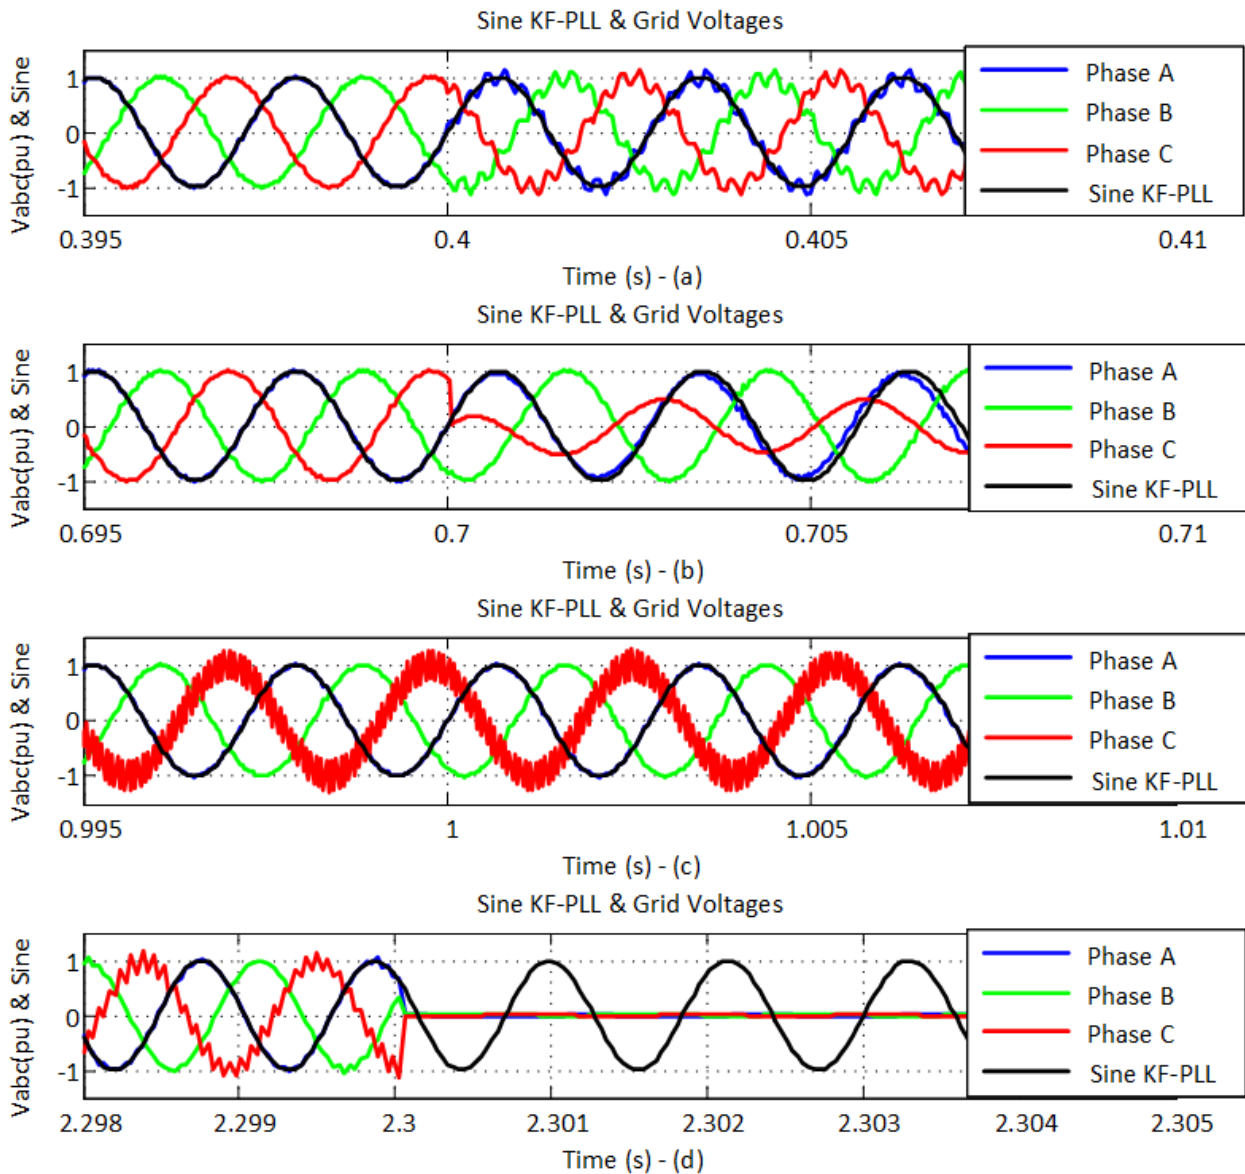 Sine KF-PLL & Grid Voltages
Vabc(pu) & Sine
1
0
-1
Phase A
Phase B
Phase C
Sine KF-PLL
0.395 0.4 0.405 0.41
Time (s) - (a)
Sine KF-PLL & Grid Voltages
Vabc(pu) & Sine
1
0
-1
Phase A
Phase B
Phase C
Sine KF-PLL
0.695 0.7 0.705 0.71
Time (s) - (b)
Sine KF-PLL & Grid Voltages
Vabc(pu) & Sine
1
0
-1
Phase A
Phase B
Phase C
Sine KF-PLL
0.995 1 1.005 1.01
Time (s) - (c)
Sine KF-PLL & Grid Voltages
Vabc(pu) & Sine
1
0
-1
Phase A
Phase B
Phase C
Sine KF-PLL
2.298 2.299 2.3 2.301 2.302 2.303 2.304 2.305
Time (s) - (d)